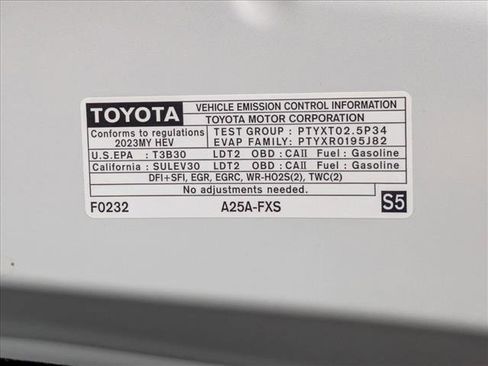 TOYOTA
VEHICLE EMISSION CONTROL INFORMATION
TOYOTA MOTOR CORPORATION
Conforms to regulations
2023MY HEV
TEST GROUP : PTYXT02.5P34
EVAP FAMILY: PTYXR0195J82
U.S.EPA : T3B30 LDT2 OBD : CAII Fuel : Gasoline
California : SULEV30 LDT2 OBD : CAII Fuel : Gasoline
DFI+SFI, EGR, EGRC, WR-HO2S(2), TWC(2)
No adjustments needed.
F0232 A25A-FXS S5